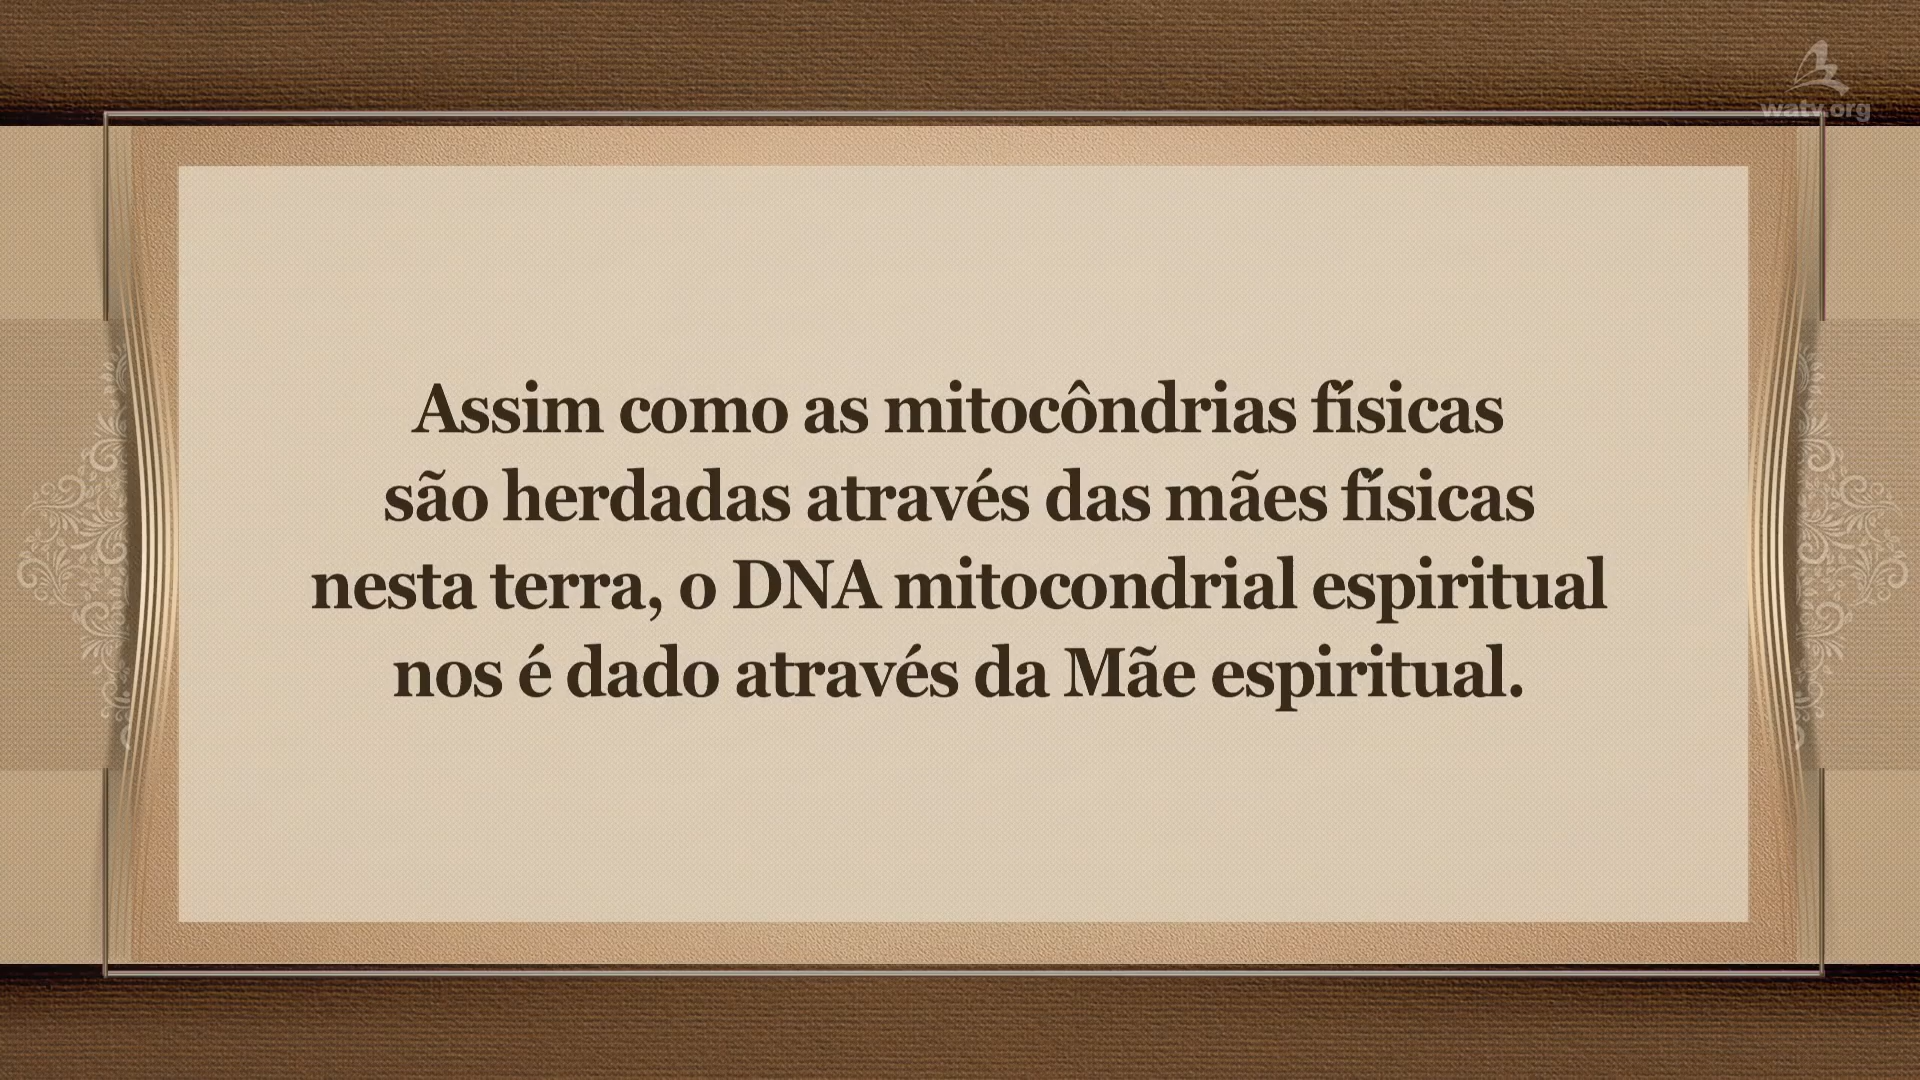 watv.org
Assim como as mitocôndrias físicas
são herdadas através das mães físicas
nesta terra, o DNA mitocondrial espiritual
nos é dado através da Mãe espiritual.